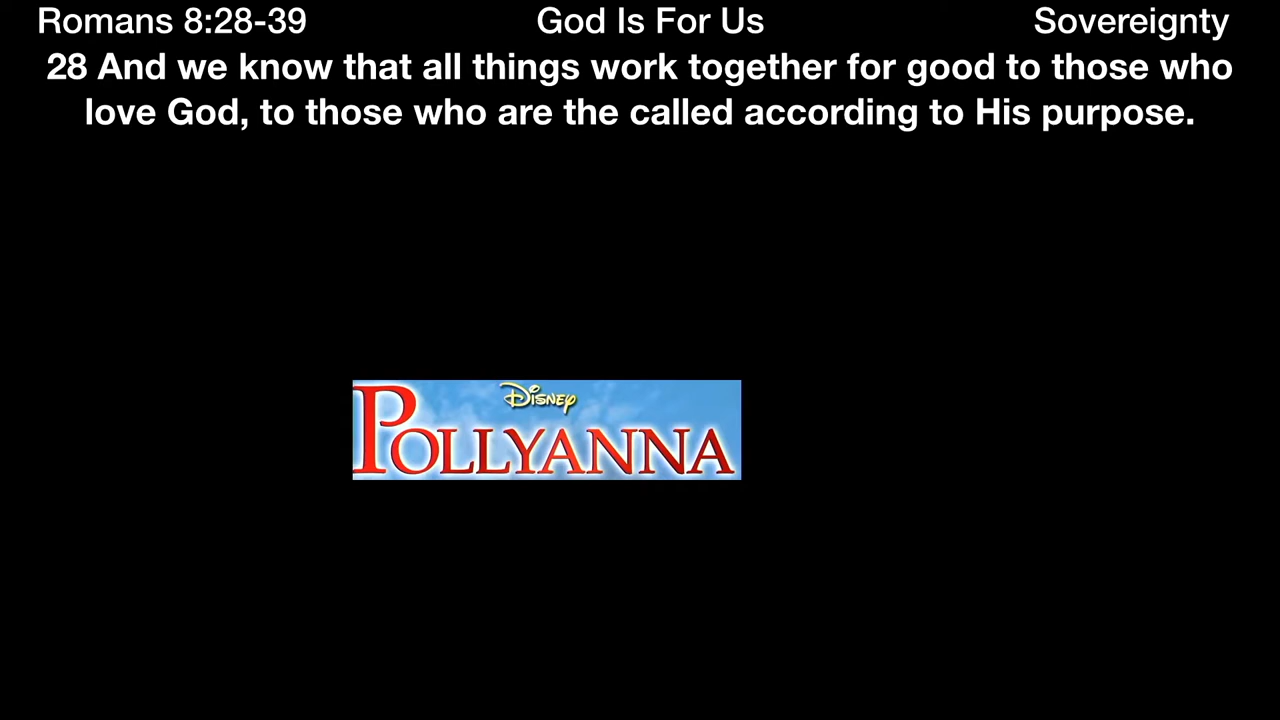 Romans 8:28-39 God Is For Us Sovereignty
28 And we know that all things work together for good to those who
love God, to those who are the called according to His purpose.
Disney
POLLYANNA